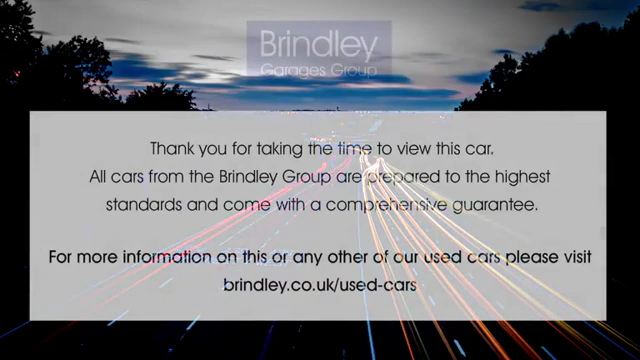 Brindley
Garages Group
Thank you for taking the time to view this car.
All cars from the Brindley Group are prepared to the highest
standards and come with a comprehensive guarantee.
For more information on this or any other of our used cars please visit
brindley.co.uk/used-cars